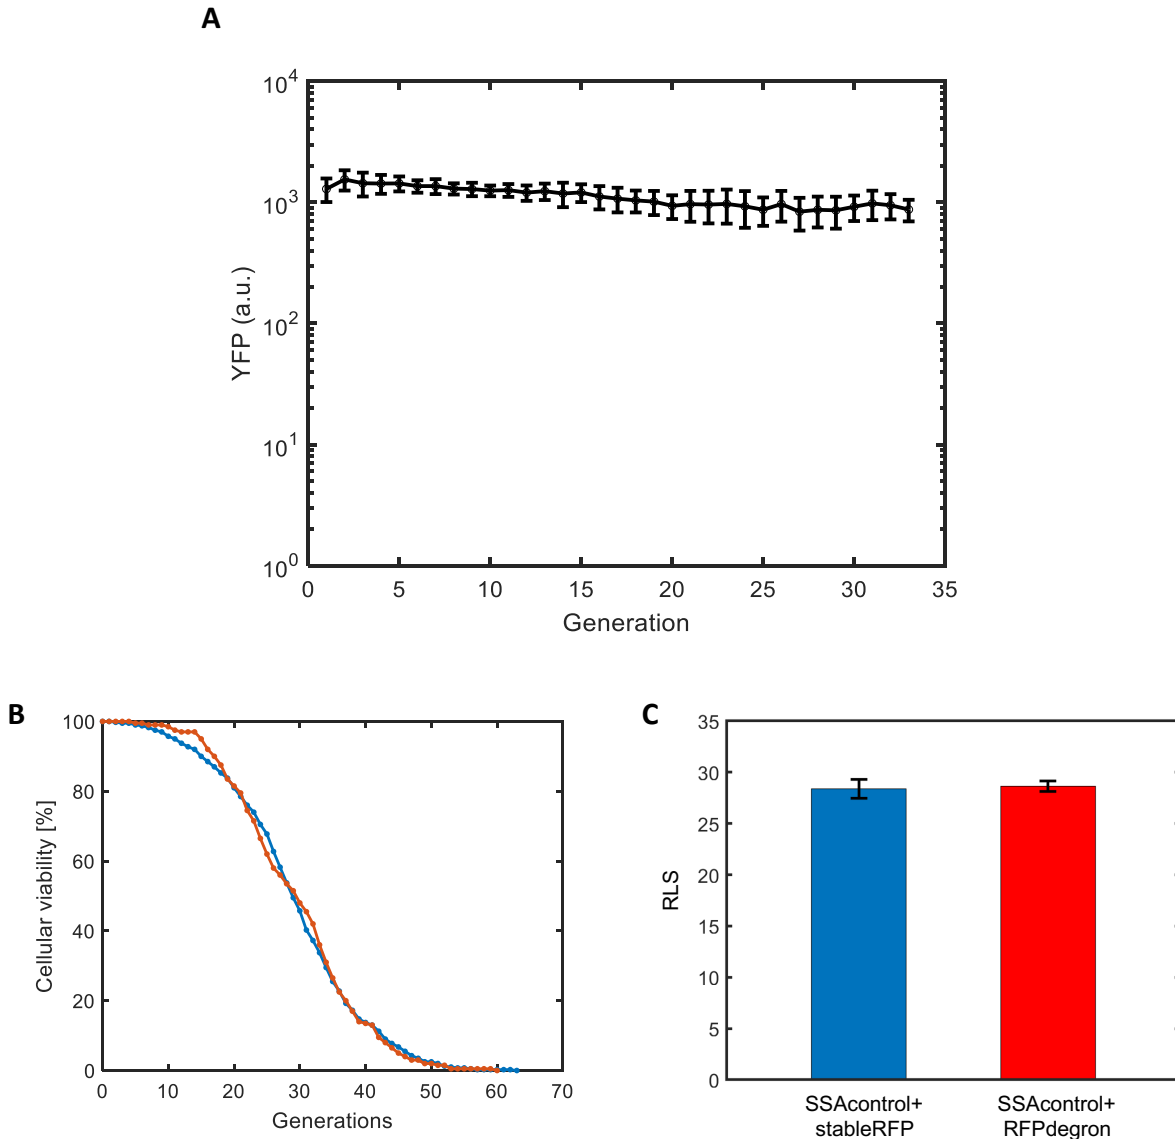 A
10^4
10^3
10^2
10^1
10^0
YFP (a.u.)
0 5 10 15 20 25 30 35
Generation
B
100
80
60
40
20
0
Cellular viability [%]
0 10 20 30 40 50 60 70
Generations
C
35
30
25
20
15
10
5
0
RLS
SSAcontrol+
stableRFP
SSAcontrol+
RFPdegron